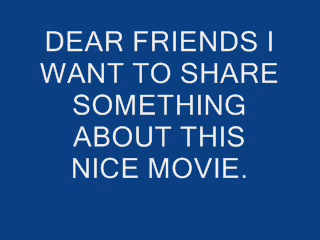 DEAR FRIENDS I
WANT TO SHARE
SOMETHING
ABOUT THIS
NICE MOVIE.